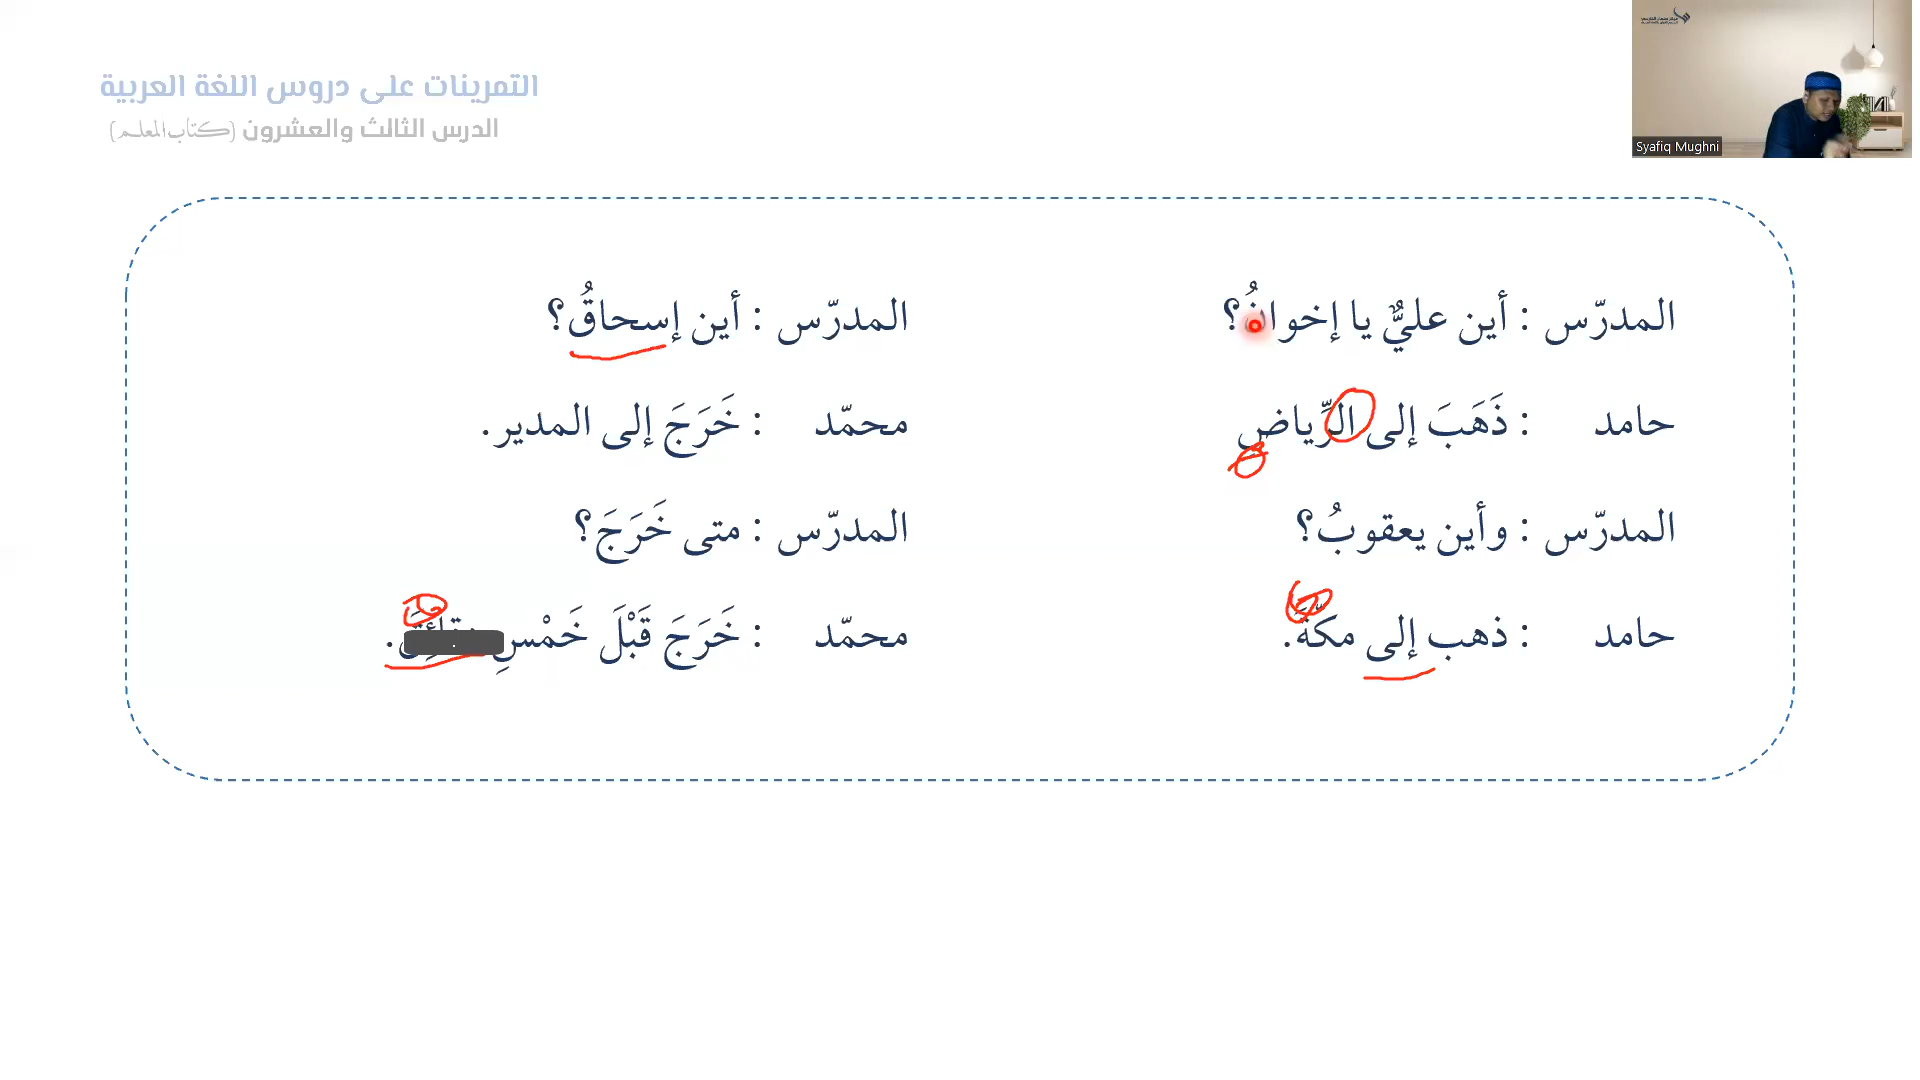 التمرينات على دروس اللغة العربية
الدرس الثالث والعشرون (كتاب المعلم)
Syafiq Mughni
المدرّس : أين عليٌّ يا إخوانُ؟
حامد : ذَهَبَ إلى الرِّياضِ
المدرّس : وأين يعقوبُ؟
حامد : ذهب إلى مكّةَ.
المدرّس : أين إسحاقُ؟
محمّد : خَرَجَ إلى المدير.
المدرّس : متى خَرَجَ؟
محمّد : خَرَجَ قَبْلَ خَمْسِ